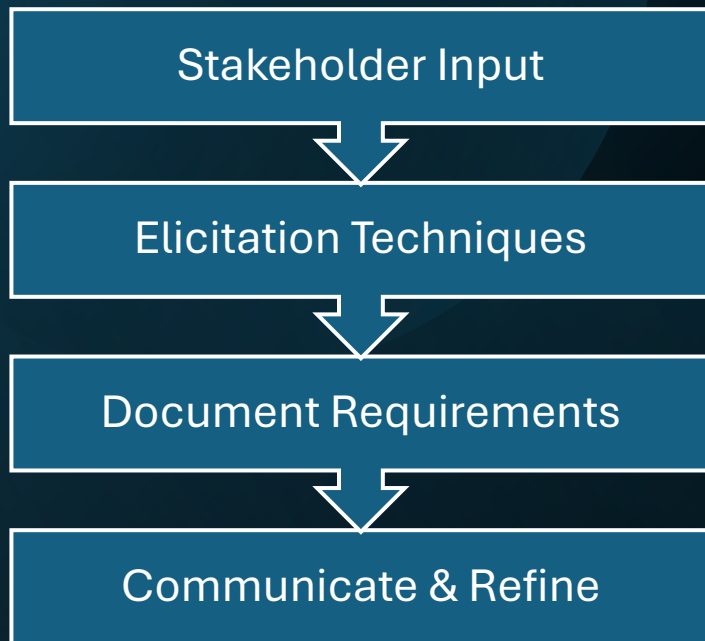 Stakeholder Input
Elicitation Techniques
Document Requirements
Communicate & Refine